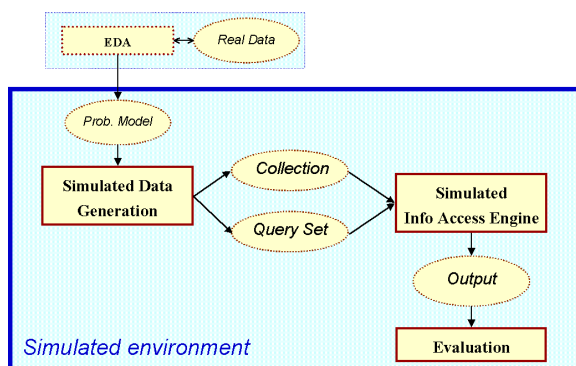 EDA
Real Data
Prob. Model
Simulated Data
Generation
Collection
Query Set
Simulated
Info Access Engine
Output
Evaluation
Simulated environment